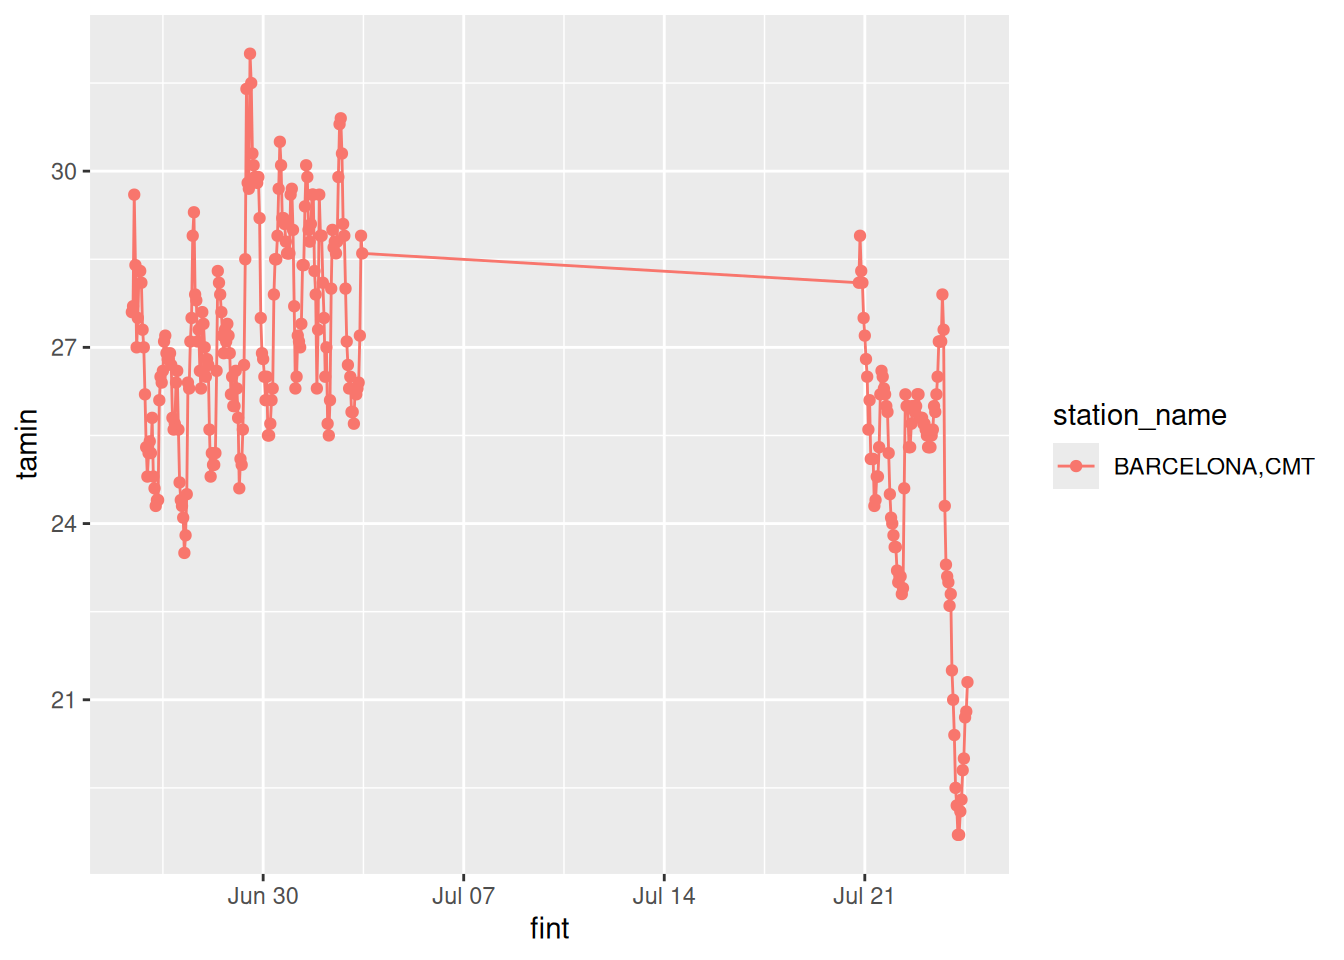 30
27
24
21
tamin
Jun 30
Jul 07
Jul 14
Jul 21
fint
station_name
BARCELONA,CMT